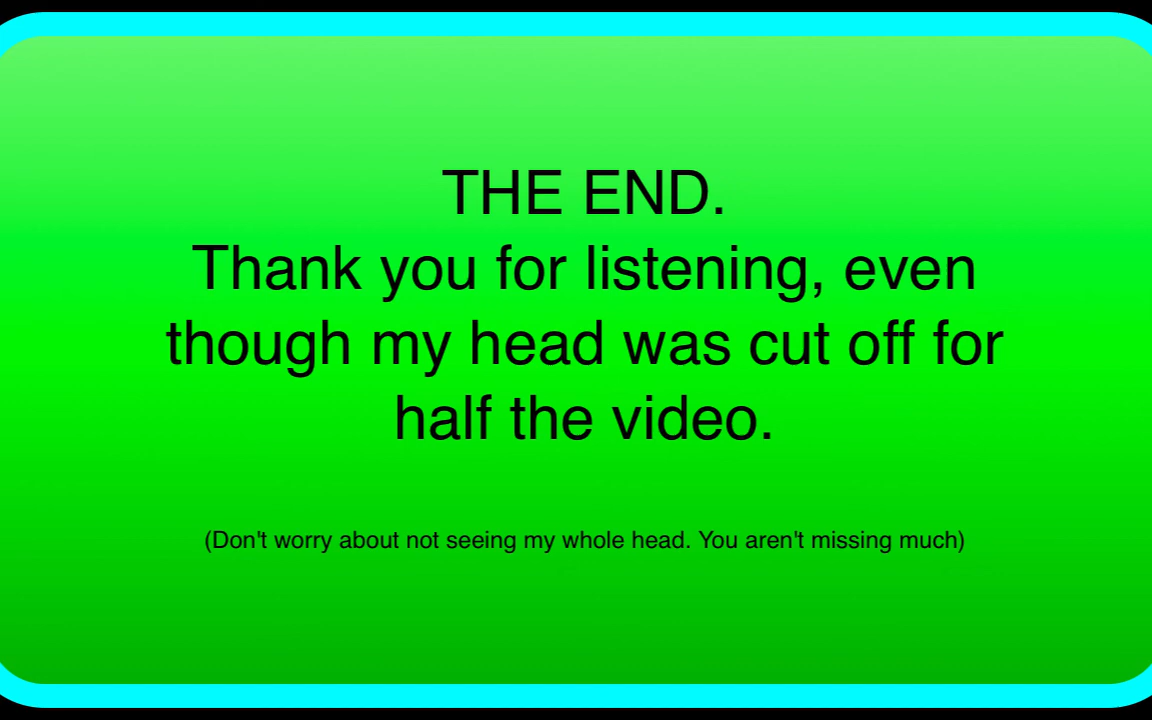 THE END.
Thank you for listening, even
though my head was cut off for
half the video.
(Don't worry about not seeing my whole head. You aren't missing much)